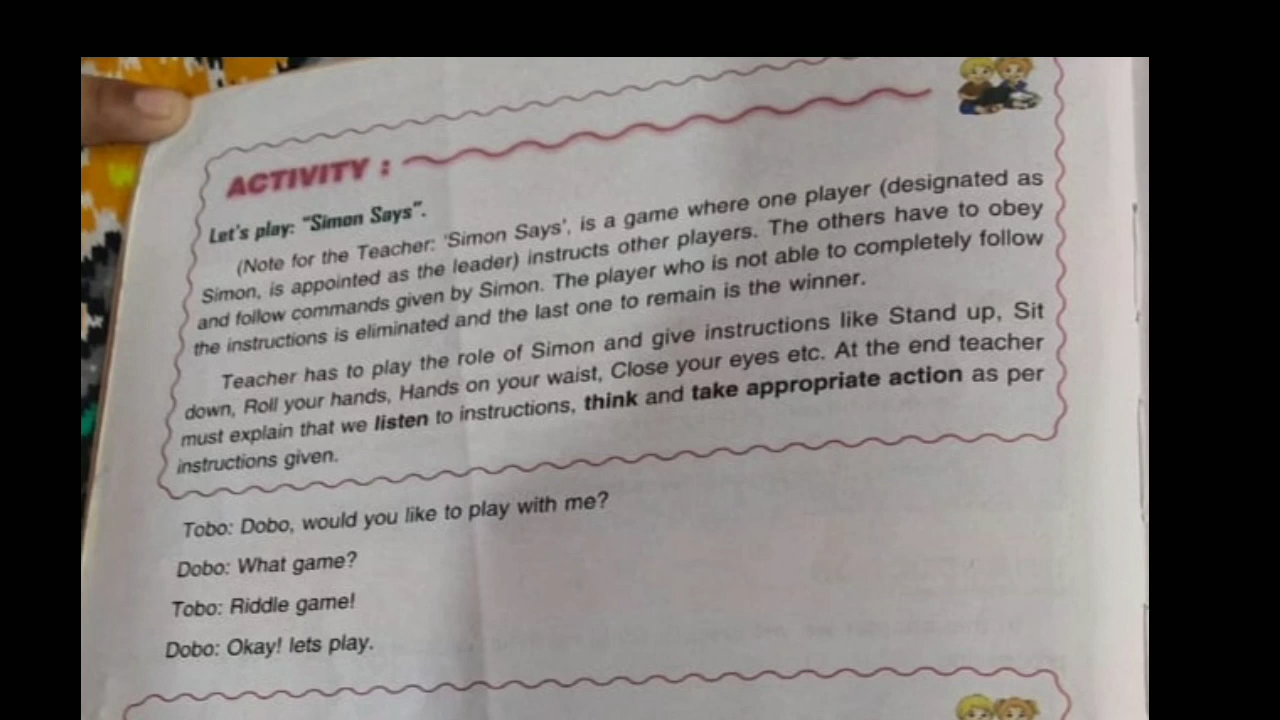 ACTIVITY :
Let's play: "Simon Says".
(Note for the Teacher: 'Simon Says', is a game where one player (designated as
Simon, is appointed as the leader) instructs other players. The others have to obey
and follow commands given by Simon. The player who is not able to completely follow
the instructions is eliminated and the last one to remain is the winner.
Teacher has to play the role of Simon and give instructions like Stand up, Sit
down, Roll your hands, Hands on your waist, Close your eyes etc. At the end teacher
must explain that we listen to instructions, think and take appropriate action as per
instructions given.
Tobo: Dobo, would you like to play with me?
Dobo: What game?
Tobo: Riddle game!
Dobo: Okay! lets play.